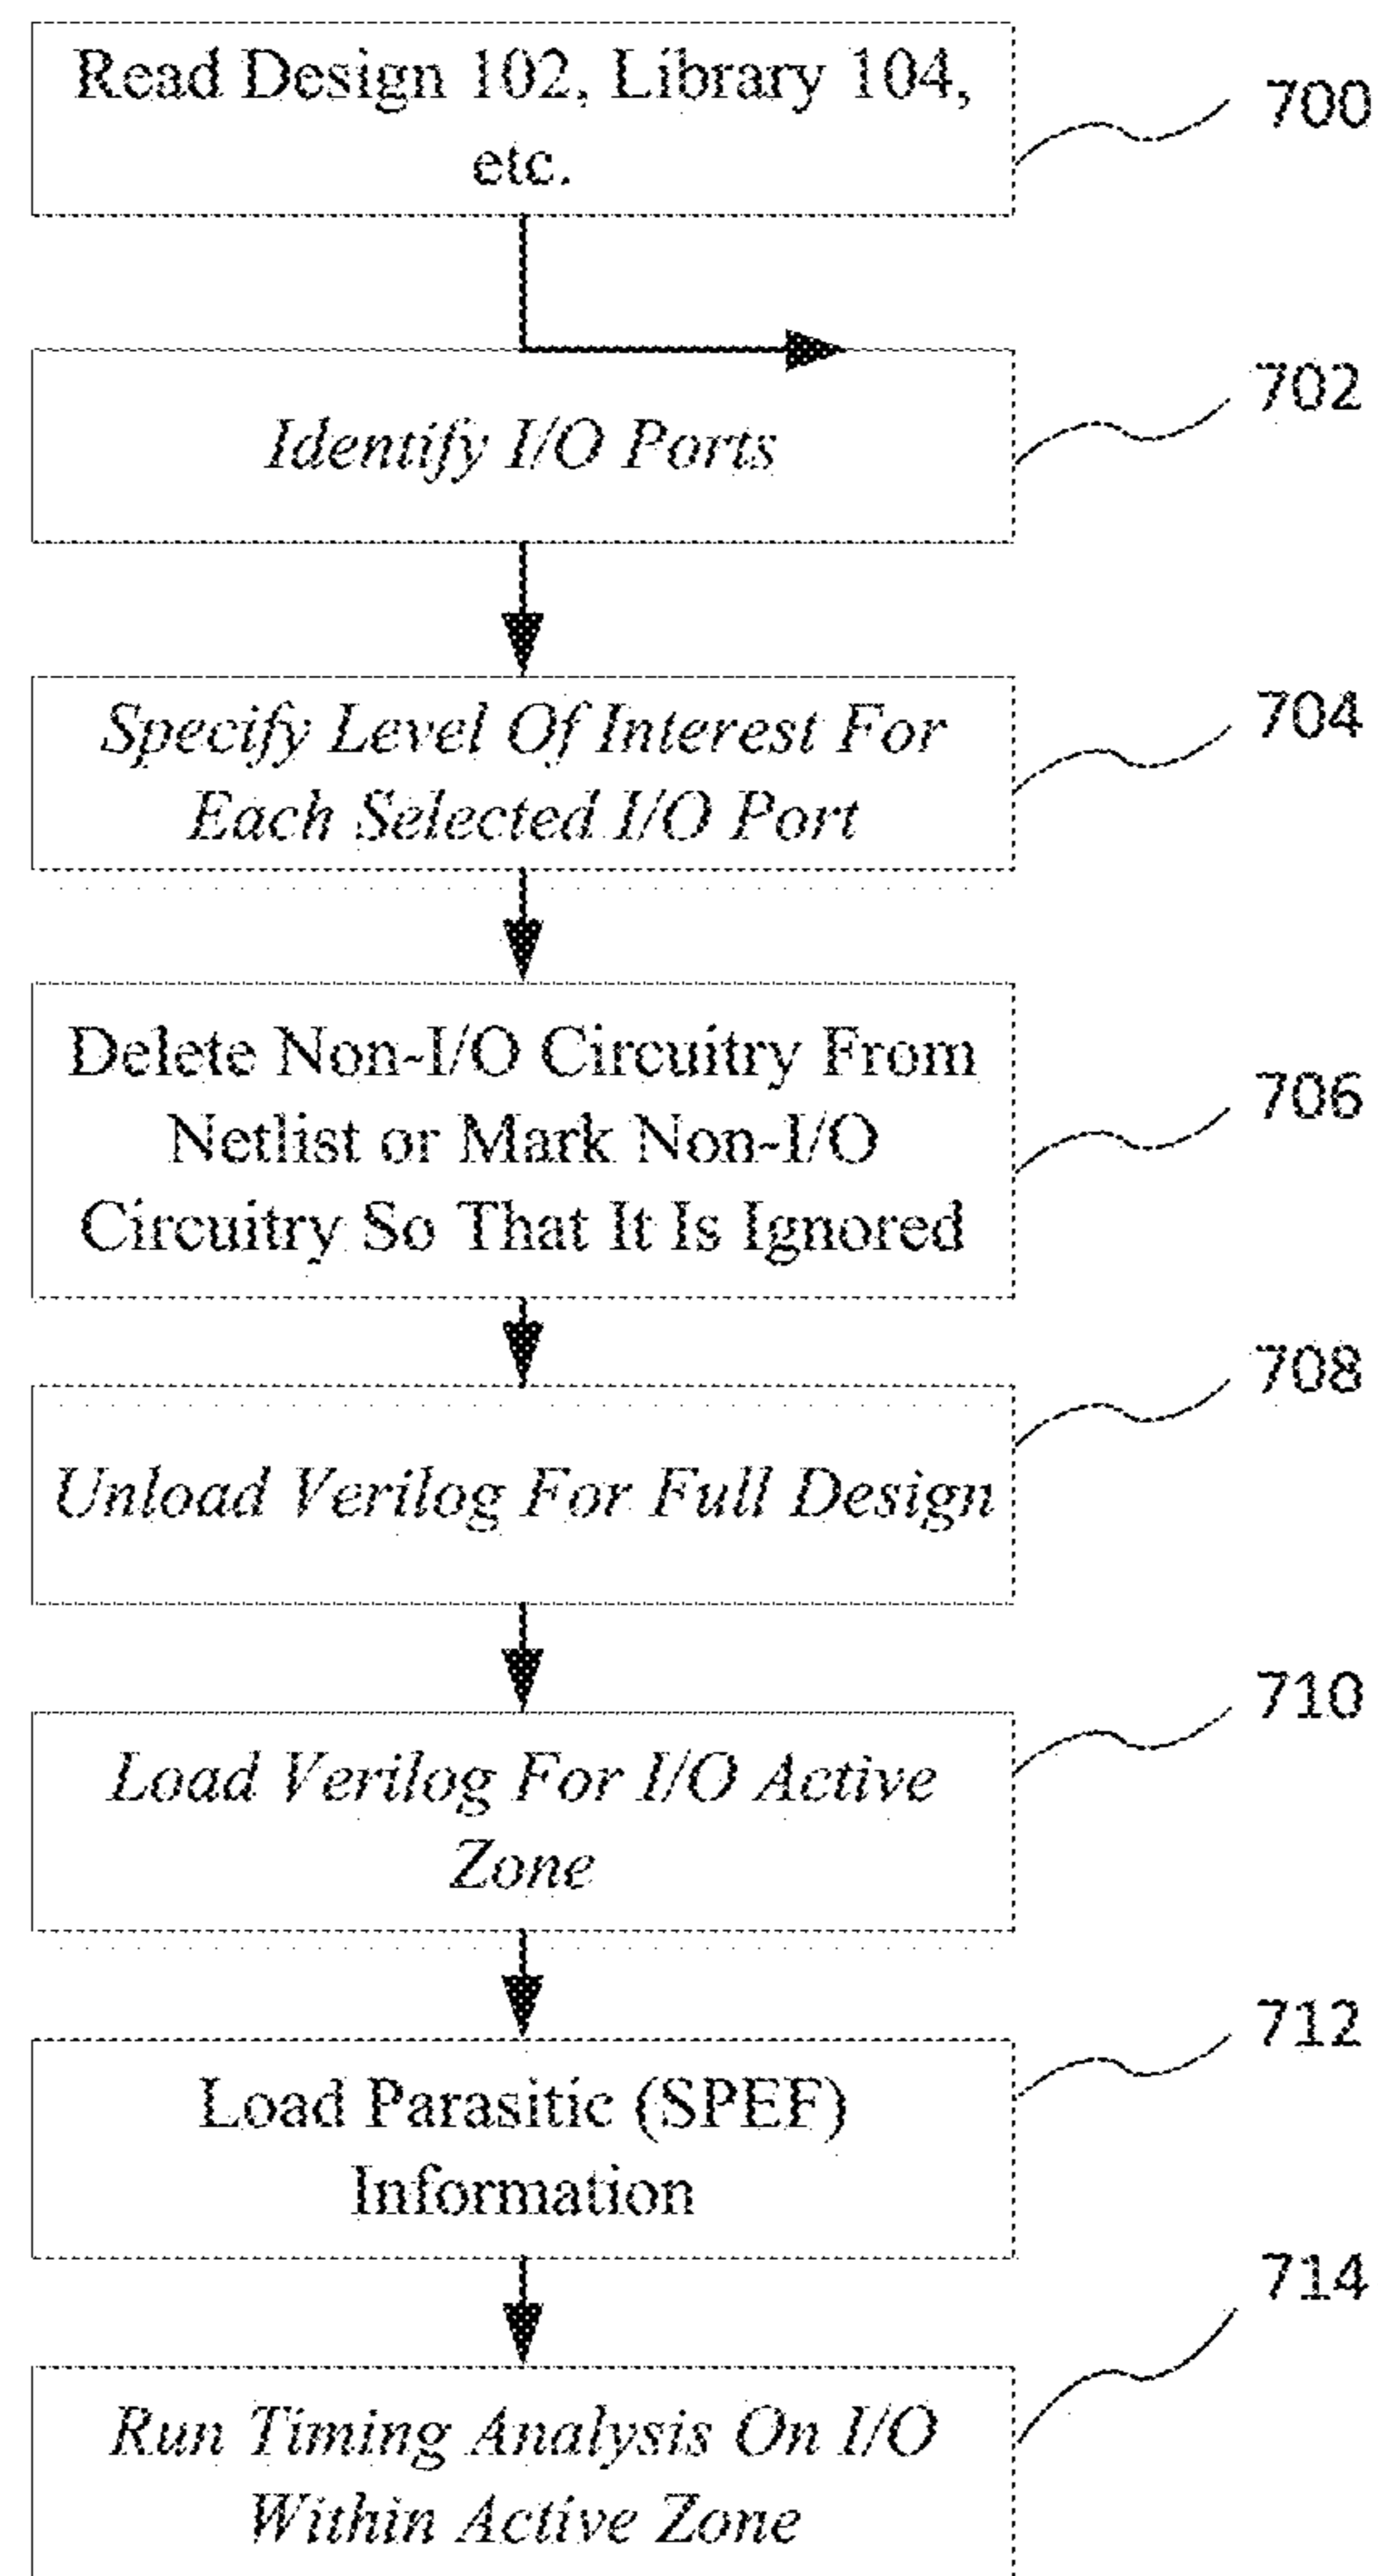 Read Design 102, Library 104,
etc.
700
Identify I/O Ports
702
Specify Level Of Interest For
Each Selected I/O Port
704
Delete Non-I/O Circuitry From
Netlist or Mark Non-I/O
Circuitry So That It Is Ignored
706
Unload Verilog For Full Design
708
Load Verilog For I/O Active
Zone
710
Load Parasitic (SPEF)
Information
712
Run Timing Analysis On I/O
Within Active Zone
714